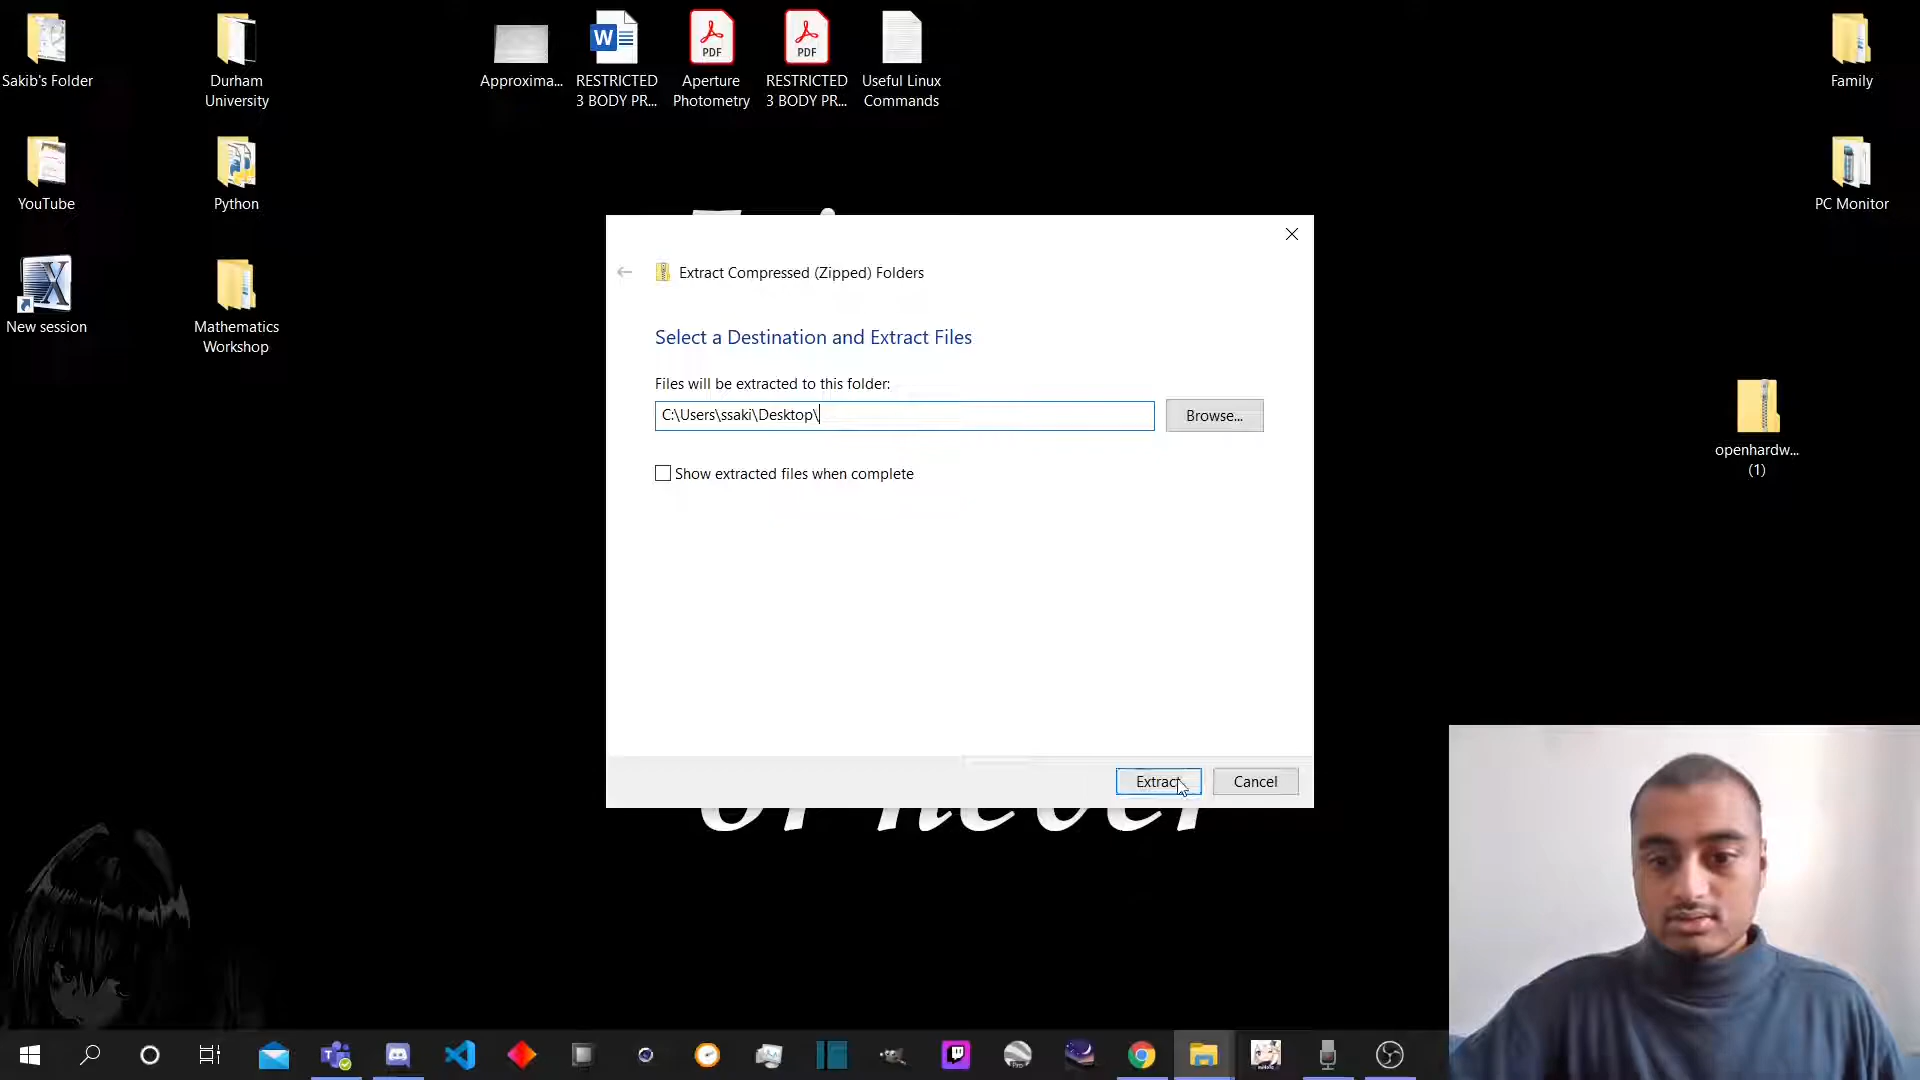 Sakib's Folder
Durham
University
Approxima...
RESTRICTED
3 BODY PR...
Aperture
Photometry
RESTRICTED
3 BODY PR...
Useful Linux
Commands
Family
YouTube
Python
PC Monitor
New session
Mathematics
Workshop
openhardw...
(1)
Extract Compressed (Zipped) Folders
Select a Destination and Extract Files
Files will be extracted to this folder:
C:\Users\ssaki\Desktop\
Browse...
Show extracted files when complete
Extract
Cancel
or never
W
PDF
PDF
X